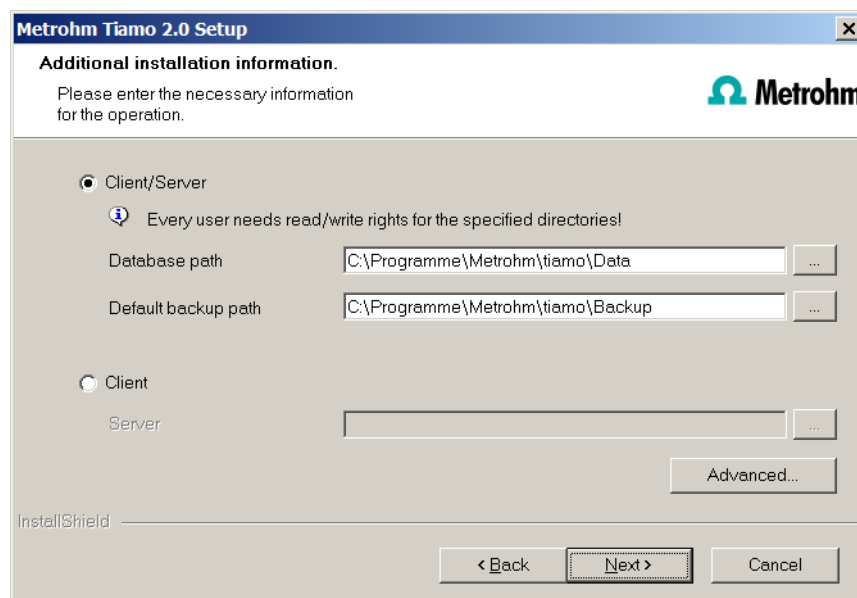 Metrohm Tiamo 2.0 Setup
Additional installation information.
Please enter the necessary information
for the operation.
Metrohm
Client/Server
Every user needs read/write rights for the specified directories!
Database path C:\Programme\Metrohm\tiamo\Data ...
Default backup path C:\Programme\Metrohm\tiamo\Backup ...
Client
Server ...
Advanced...
InstallShield
< Back Next > Cancel